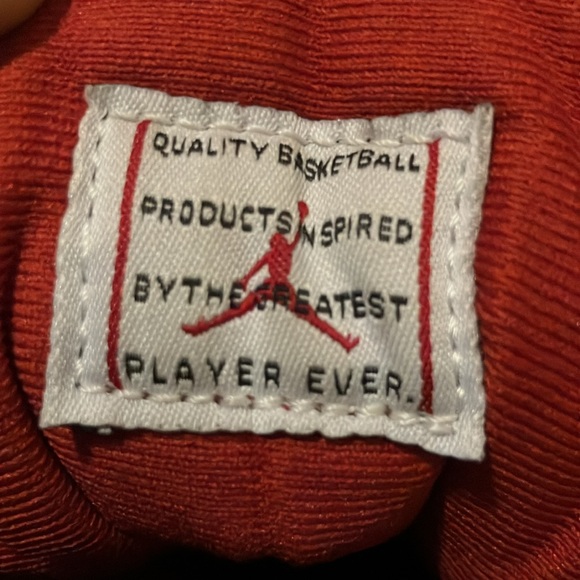 QUALITY BASKETBALL
PRODUCTS INSPIRED
BY THE GREATEST
PLAYER EVER.